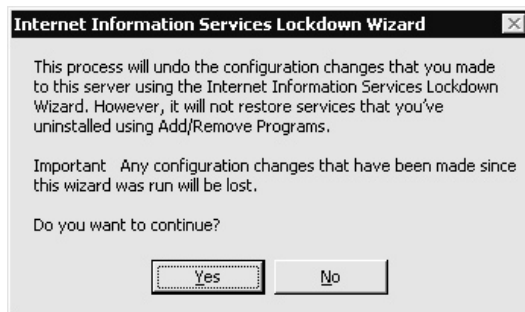 Internet Information Services Lockdown Wizard
This process will undo the configuration changes that you made
to this server using the Internet Information Services Lockdown
Wizard. However, it will not restore services that you've
uninstalled using Add/Remove Programs.
Important   Any configuration changes that have been made since
this wizard was run will be lost.
Do you want to continue?
Yes
No